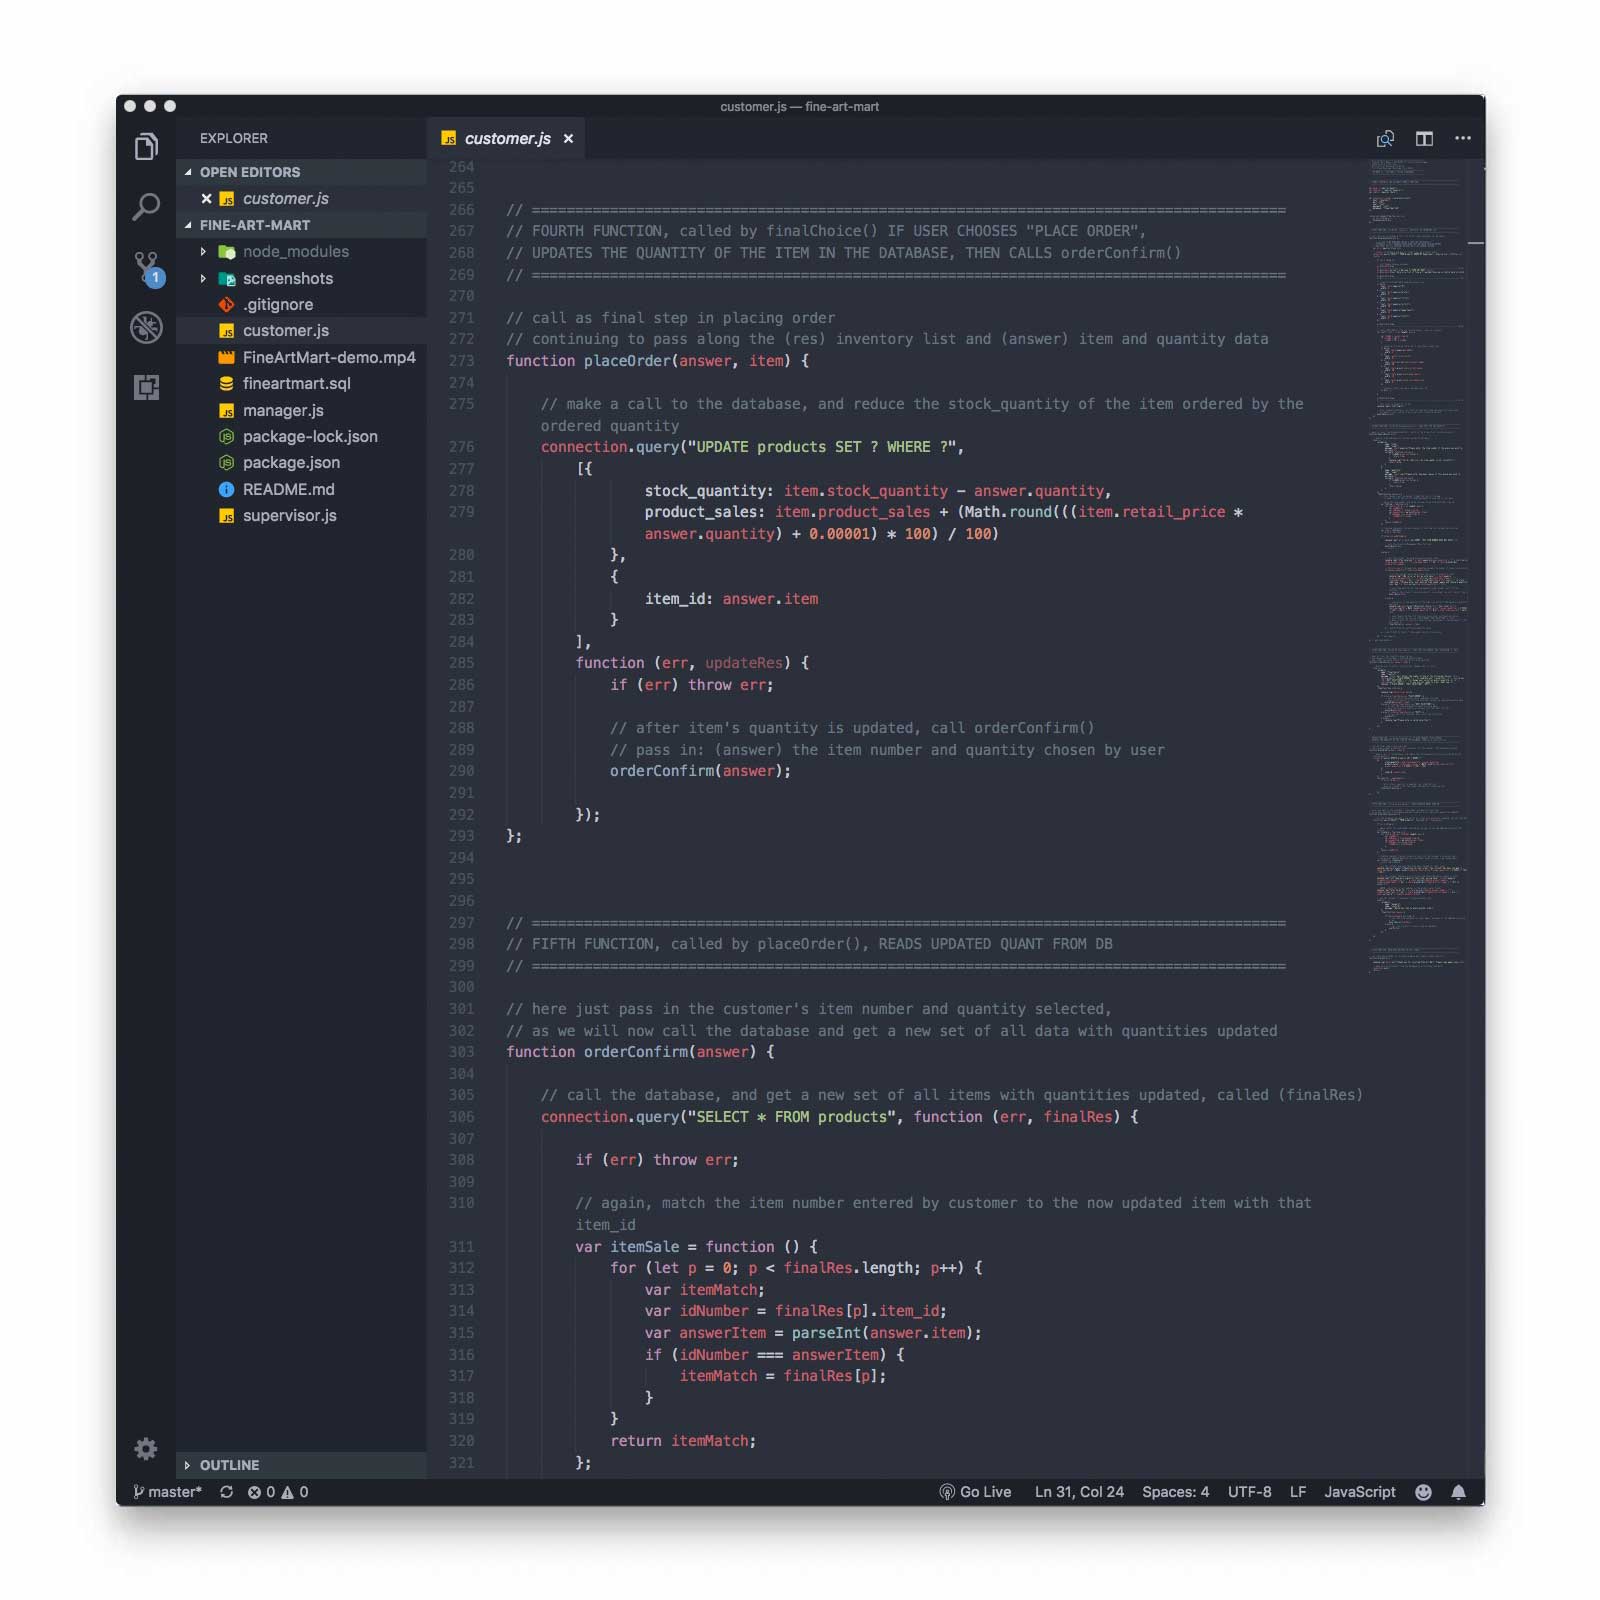 customer.js — fine-art-mart
EXPLORER
OPEN EDITORS
customer.js
FINE-ART-MART
node_modules
screenshots
.gitignore
customer.js
FineArtMart-demo.mp4
fineartmart.sql
manager.js
package-lock.json
package.json
README.md
supervisor.js
OUTLINE
1
customer.js
264
265
266 // =======================================================================================
267 // FOURTH FUNCTION, called by finalChoice() IF USER CHOOSES "PLACE ORDER",
268 // UPDATES THE QUANTITY OF THE ITEM IN THE DATABASE, THEN CALLS orderConfirm()
269 // =======================================================================================
270
271 // call as final step in placing order
272 // continuing to pass along the (res) inventory list and (answer) item and quantity data
273 function placeOrder(answer, item) {
274
275 // make a call to the database, and reduce the stock_quantity of the item ordered by the
ordered quantity
276 connection.query("UPDATE products SET ? WHERE ?",
277 [{
278 stock_quantity: item.stock_quantity - answer.quantity,
279 product_sales: item.product_sales + (Math.round(((item.retail_price *
answer.quantity) + 0.00001) * 100) / 100)
280 },
281 {
282 item_id: answer.item
283 }
284 ],
285 function (err, updateRes) {
286 if (err) throw err;
287
288 // after item's quantity is updated, call orderConfirm()
289 // pass in: (answer) the item number and quantity chosen by user
290 orderConfirm(answer);
291
292 });
293 };
294
295
296
297 // =======================================================================================
298 // FIFTH FUNCTION, called by placeOrder(), READS UPDATED QUANT FROM DB
299 // =======================================================================================
300
301 // here just pass in the customer's item number and quantity selected,
302 // as we will now call the database and get a new set of all data with quantities updated
303 function orderConfirm(answer) {
304
305 // call the database, and get a new set of all items with quantities updated, called (finalRes)
306 connection.query("SELECT * FROM products", function (err, finalRes) {
307
308 if (err) throw err;
309
310 // again, match the item number entered by customer to the now updated item with that
item_id
311 var itemSale = function () {
312 for (let p = 0; p < finalRes.length; p++) {
313 var itemMatch;
314 var idNumber = finalRes[p].item_id;
315 var answerItem = parseInt(answer.item);
316 if (idNumber === answerItem) {
317 itemMatch = finalRes[p];
318 }
319 }
320 return itemMatch;
321 };
master* 0 0 Go Live Ln 31, Col 24 Spaces: 4 UTF-8 LF JavaScript